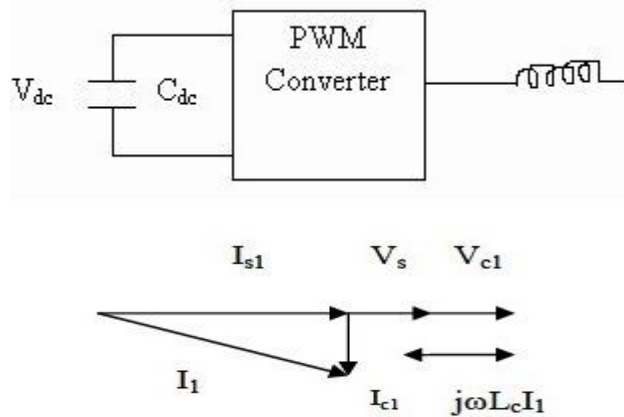 PWM
Converter
V_dc
C_dc
I_s1
V_s
V_c1
I_1
I_c1
jωL_cI_1